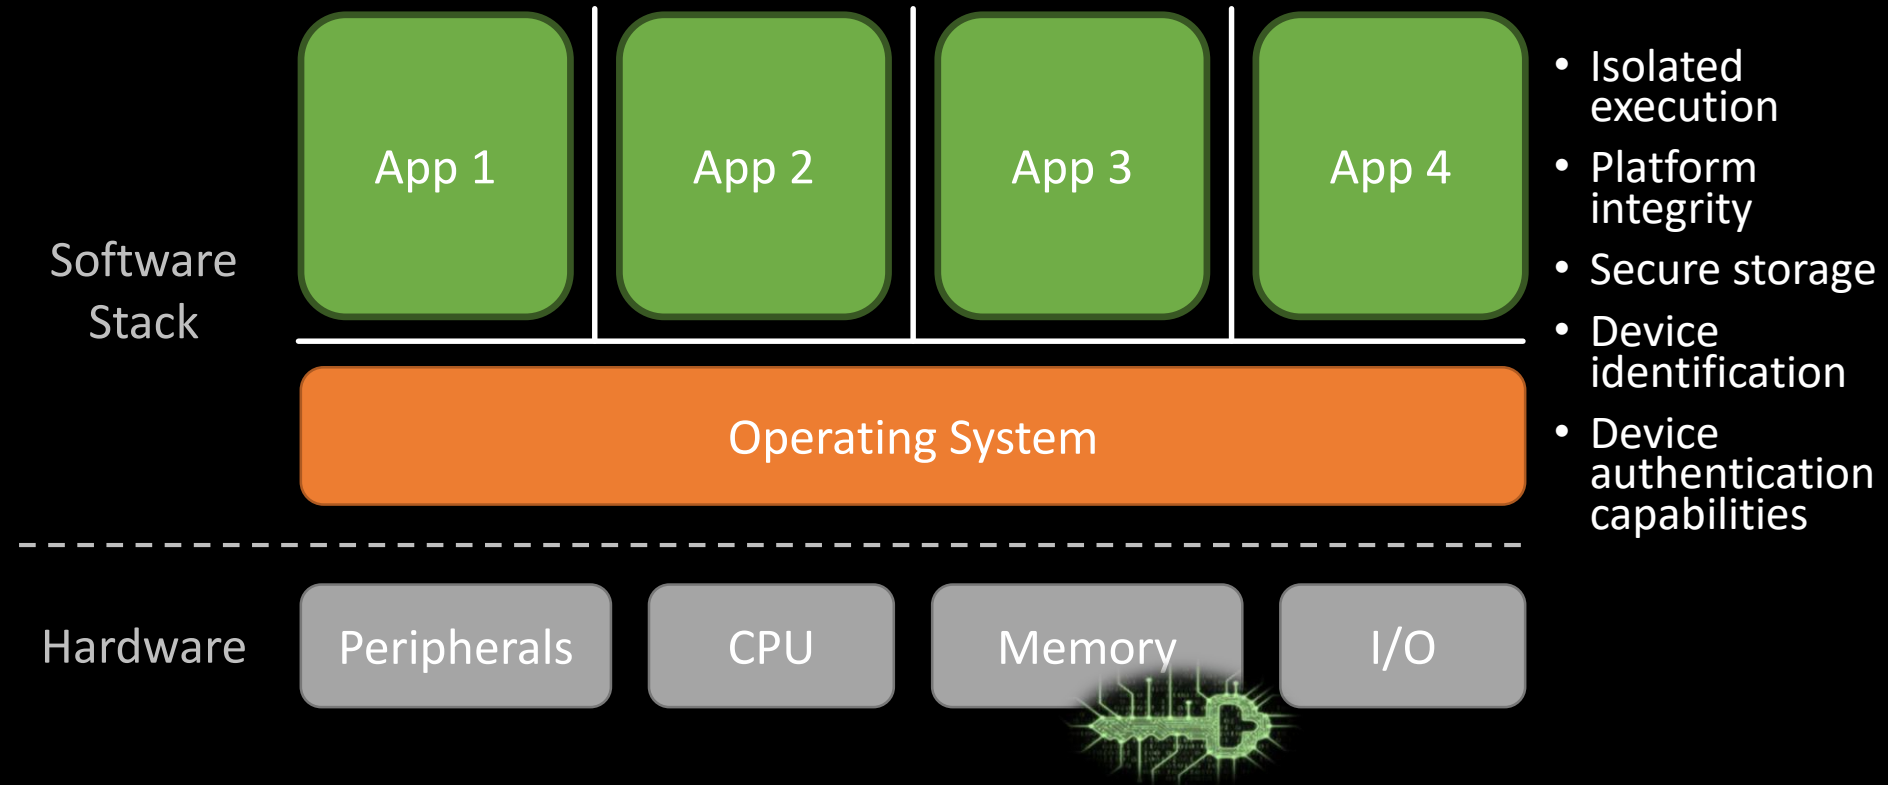 App 1
App 2
App 3
App 4
Software
Stack
Operating System
Hardware
Peripherals
CPU
Memory
I/O
• Isolated
execution
• Platform
integrity
• Secure storage
• Device
identification
• Device
authentication
capabilities